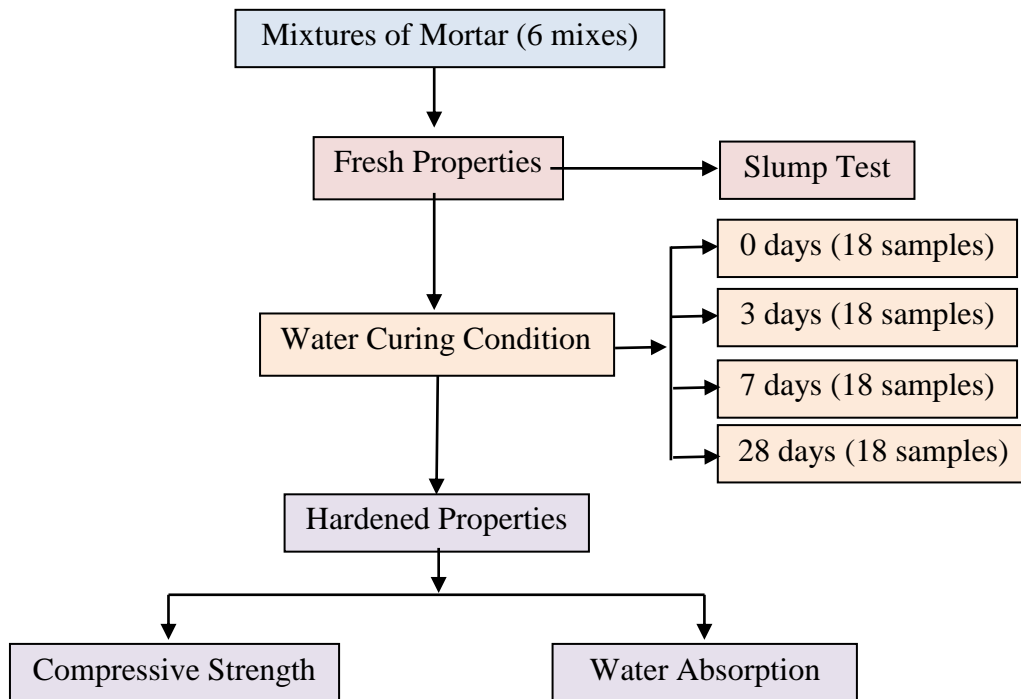 Mixtures of Mortar (6 mixes)
Fresh Properties
Slump Test
0 days (18 samples)
3 days (18 samples)
Water Curing Condition
7 days (18 samples)
28 days (18 samples)
Hardened Properties
Compressive Strength
Water Absorption